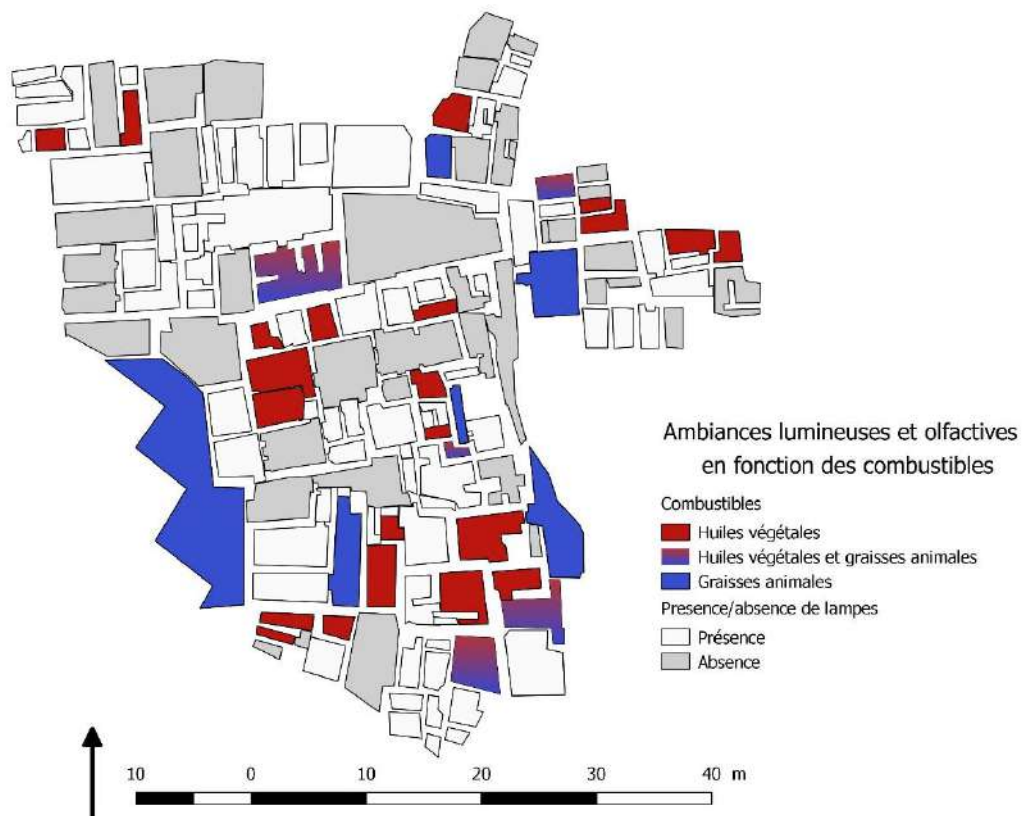 Ambiances lumineuses et olfactives
en fonction des combustibles
Combustibles
Huiles végétales
Huiles végétales et graisses animales
Graisses animales
Presence/absence de lampes
Présence
Absence
10 0 10 20 30 40 m